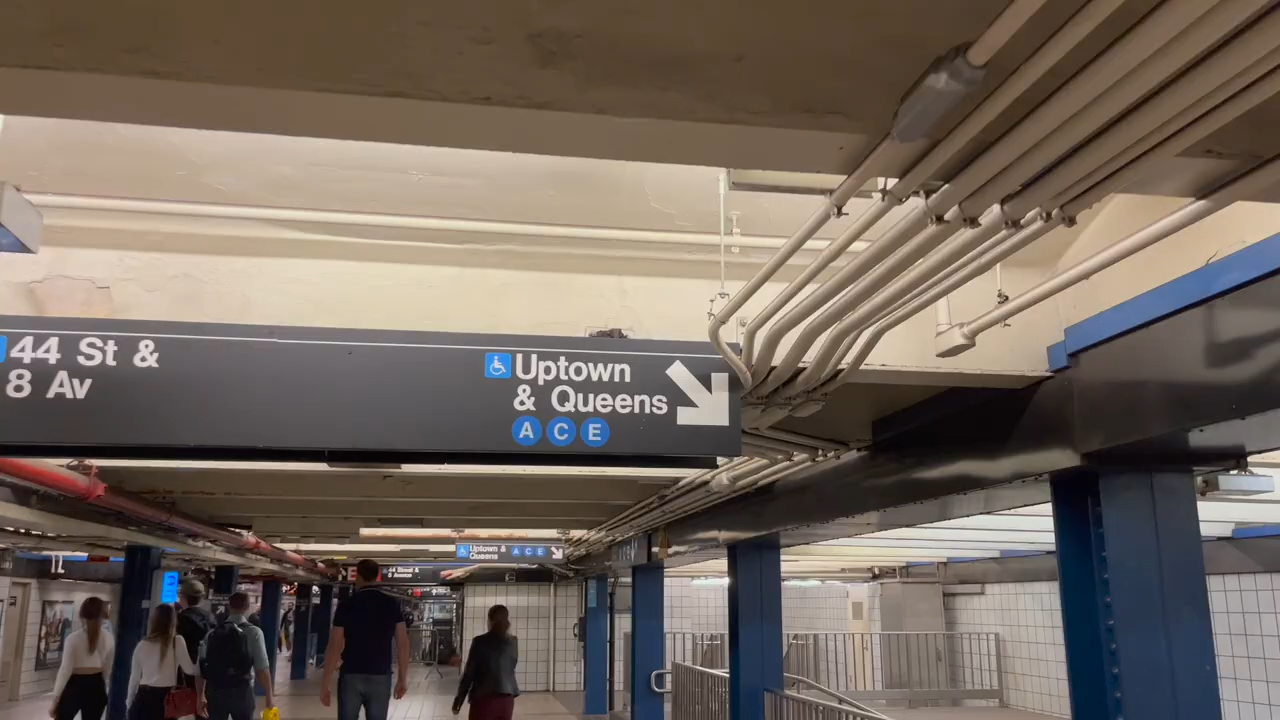 44 St &
8 Av
Uptown
& Queens
A C E
Uptown &
Queens
A C E